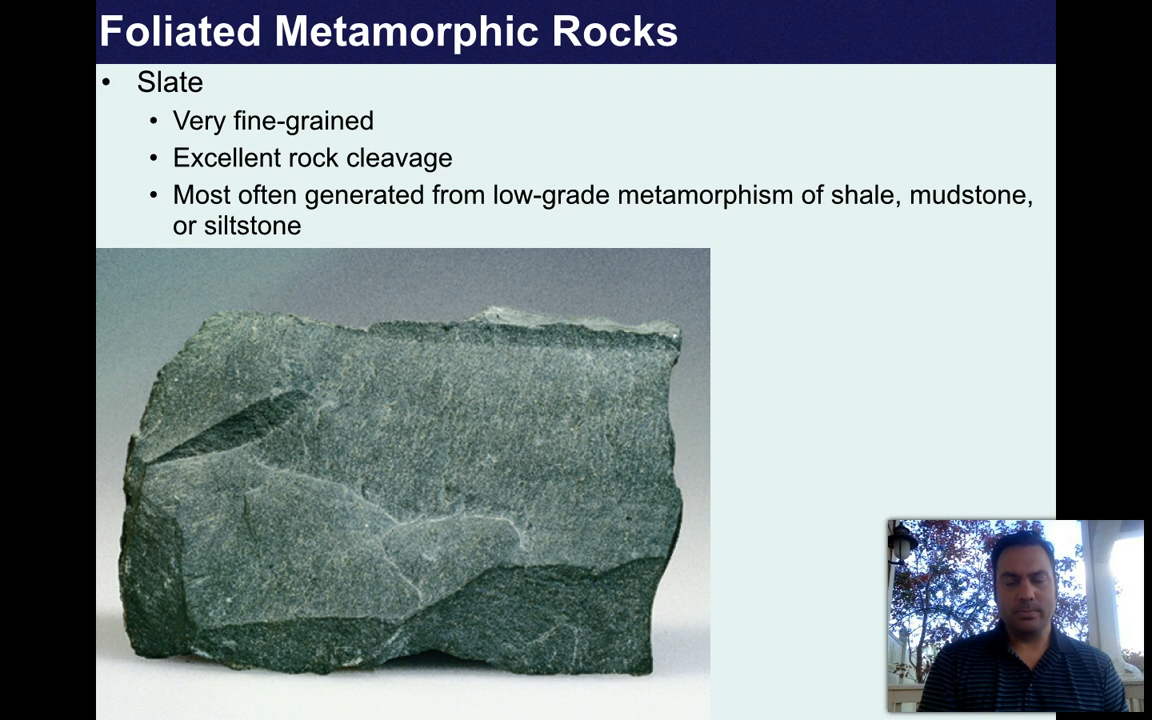 Foliated Metamorphic Rocks
• Slate
• Very fine-grained
• Excellent rock cleavage
• Most often generated from low-grade metamorphism of shale, mudstone,
or siltstone